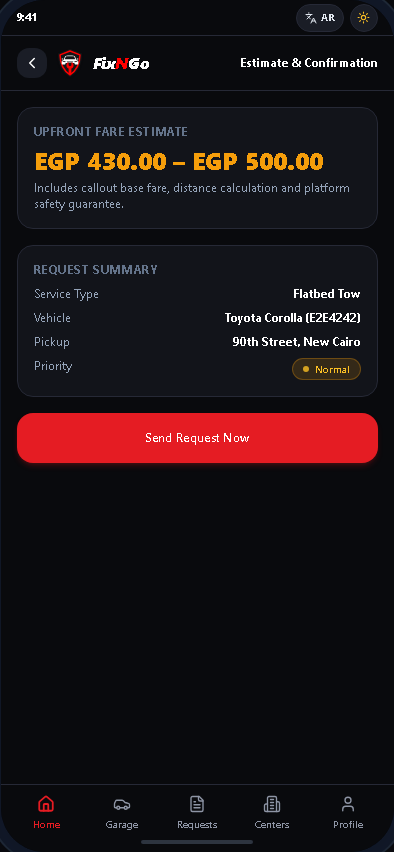 9:41
AR
FixNGo
Estimate & Confirmation
UPFRONT FARE ESTIMATE
EGP 430.00 – EGP 500.00
Includes callout base fare, distance calculation and platform
safety guarantee.
REQUEST SUMMARY
Service Type Flatbed Tow
Vehicle Toyota Corolla (E2E4242)
Pickup 90th Street, New Cairo
Priority Normal
Send Request Now
Home Garage Requests Centers Profile